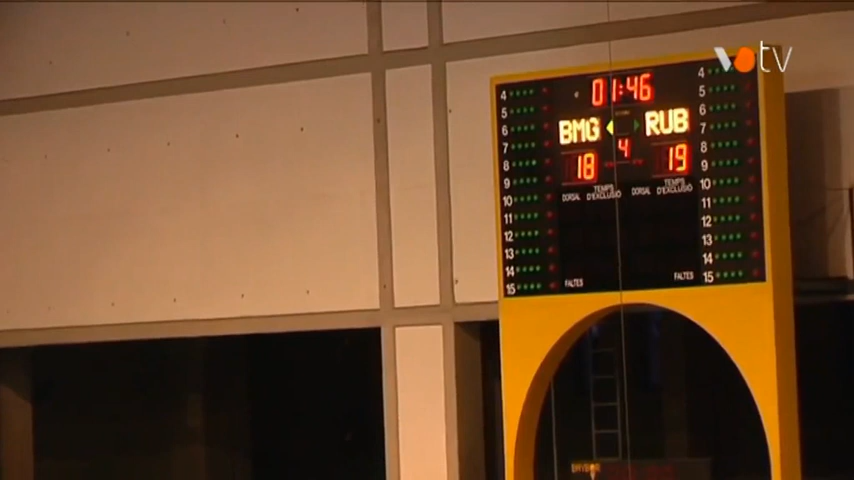 votv
01:46
BMG RUB
18 4 19
DORSAL TEMPS D'EXCLUSIO DORSAL TEMPS D'EXCLUSIO
4 4
5 5
6 6
7 7
8 8
9 9
10 10
11 11
12 12
13 13
14 14
15 15
FALTES FALTES